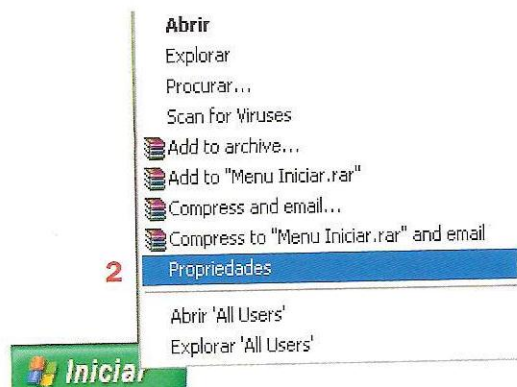 Abrir
Explorar
Procurar...
Scan for Viruses
Add to archive...
Add to "Menu Iniciar.rar"
Compress and email...
Compress to "Menu Iniciar.rar" and email
2 Propriedades
Abrir 'All Users'
Explorar 'All Users'
Iniciar